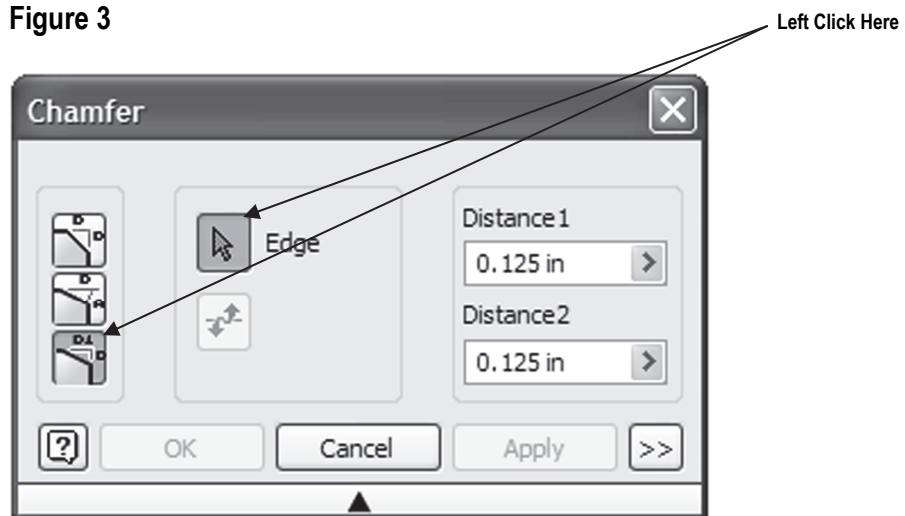 Figure 3
Left Click Here
Chamfer
Edge
Distance1
0.125 in
Distance2
0.125 in
OK
Cancel
Apply
>>